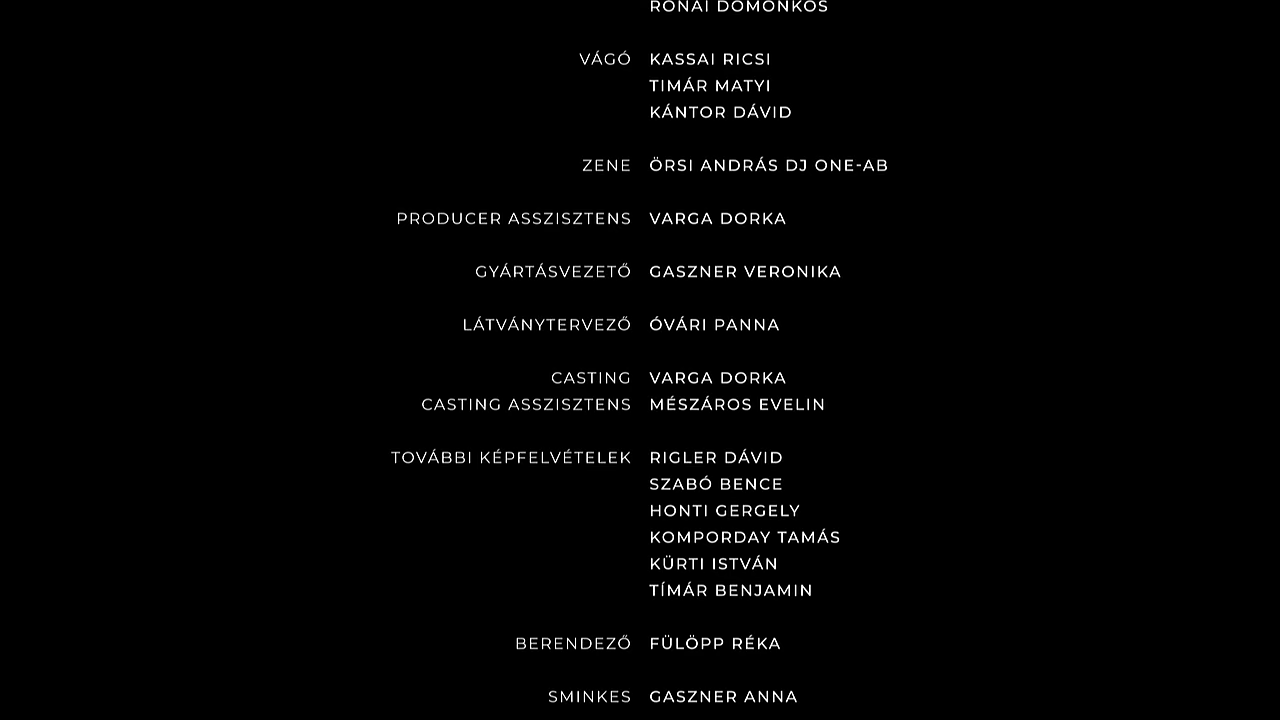 RÓNAI DOMONKOS
VÁGÓ KASSAI RICSI
TIMÁR MATYI
KÁNTOR DÁVID
ZENE ÖRSI ANDRÁS DJ ONE-AB
PRODUCER ASSZISZTENS VARGA DORKA
GYÁRTÁSVEZETŐ GASZNER VERONIKA
LÁTVÁNYTERVEZŐ ÓVÁRI PANNA
CASTING VARGA DORKA
CASTING ASSZISZTENS MÉSZÁROS EVELIN
TOVÁBBI KÉPFELVÉTELEK RIGLER DÁVID
SZABÓ BENCE
HONTI GERGELY
KOMPORDAY TAMÁS
KÜRTI ISTVÁN
TÍMÁR BENJAMIN
BERENDEZŐ FÜLÖPP RÉKA
SMINKES GASZNER ANNA